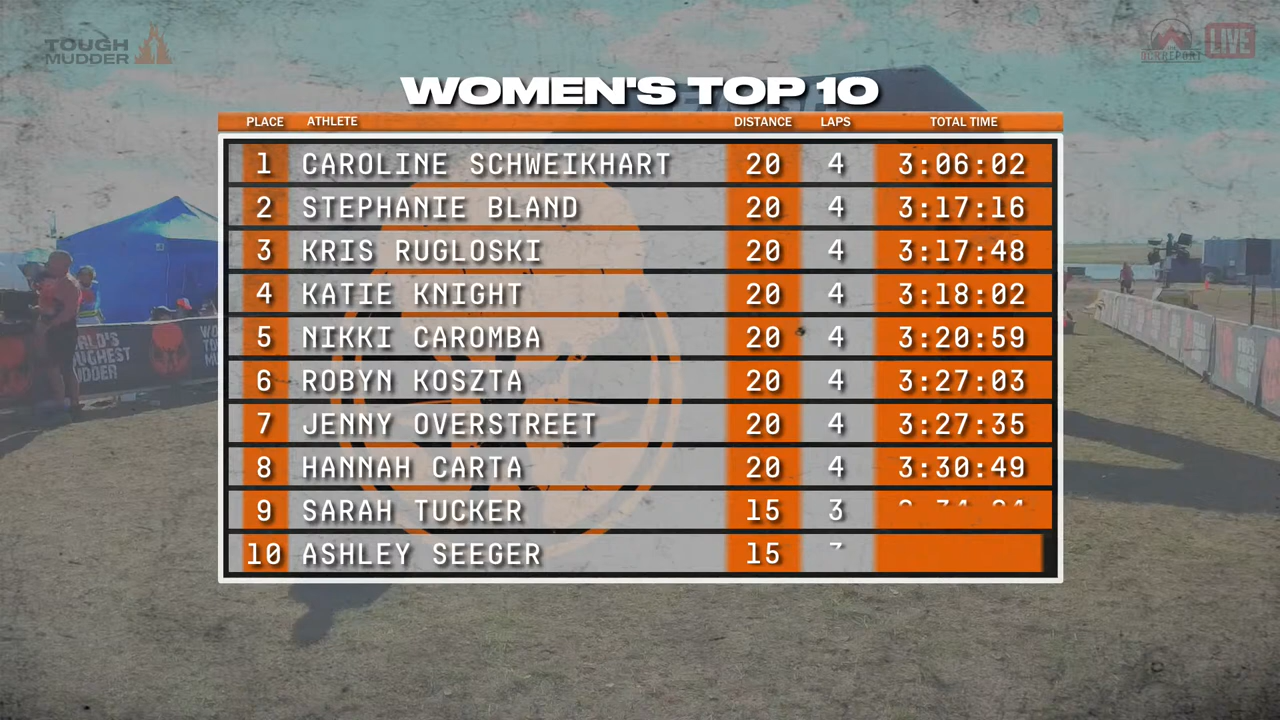 TOUGH MUDDER
OCR REPORT LIVE
WOMEN'S TOP 10
PLACE ATHLETE DISTANCE LAPS TOTAL TIME
1 CAROLINE SCHWEIKHART 20 4 3:06:02
2 STEPHANIE BLAND 20 4 3:17:16
3 KRIS RUGLOSKI 20 4 3:17:48
4 KATIE KNIGHT 20 4 3:18:02
5 NIKKI CAROMBA 20 4 3:20:59
6 ROBYN KOSZTA 20 4 3:27:03
7 JENNY OVERSTREET 20 4 3:27:35
8 HANNAH CARTA 20 4 3:30:49
9 SARAH TUCKER 15 3
10 ASHLEY SEEGER 15